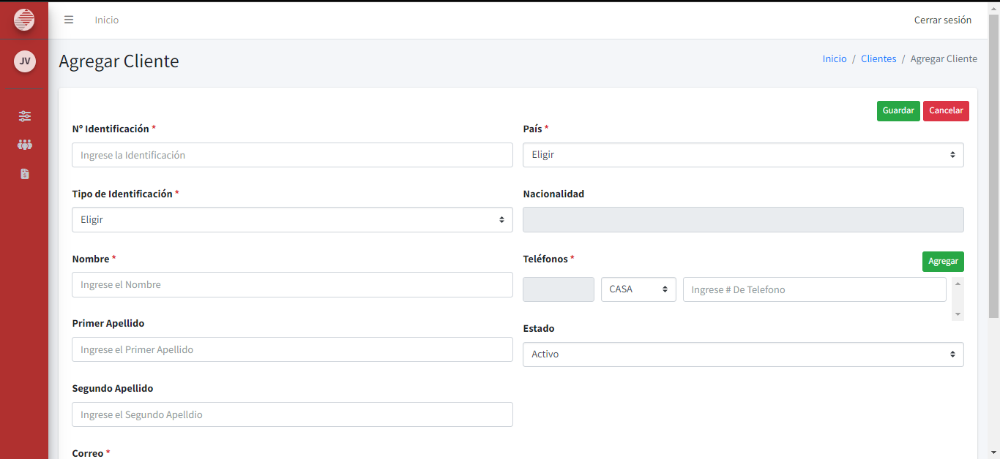 Inicio
Cerrar sesión
JV
Agregar Cliente
Inicio / Clientes / Agregar Cliente
Guardar
Cancelar
Nº Identificación *
Ingrese la Identificación
País *
Eligir
Tipo de Identificación *
Eligir
Nacionalidad
Nombre *
Ingrese el Nombre
Teléfonos *
Agregar
CASA
Ingrese # De Telefono
Primer Apellido
Ingrese el Primer Apellido
Estado
Activo
Segundo Apellido
Ingrese el Segundo Apelldio
Correo *